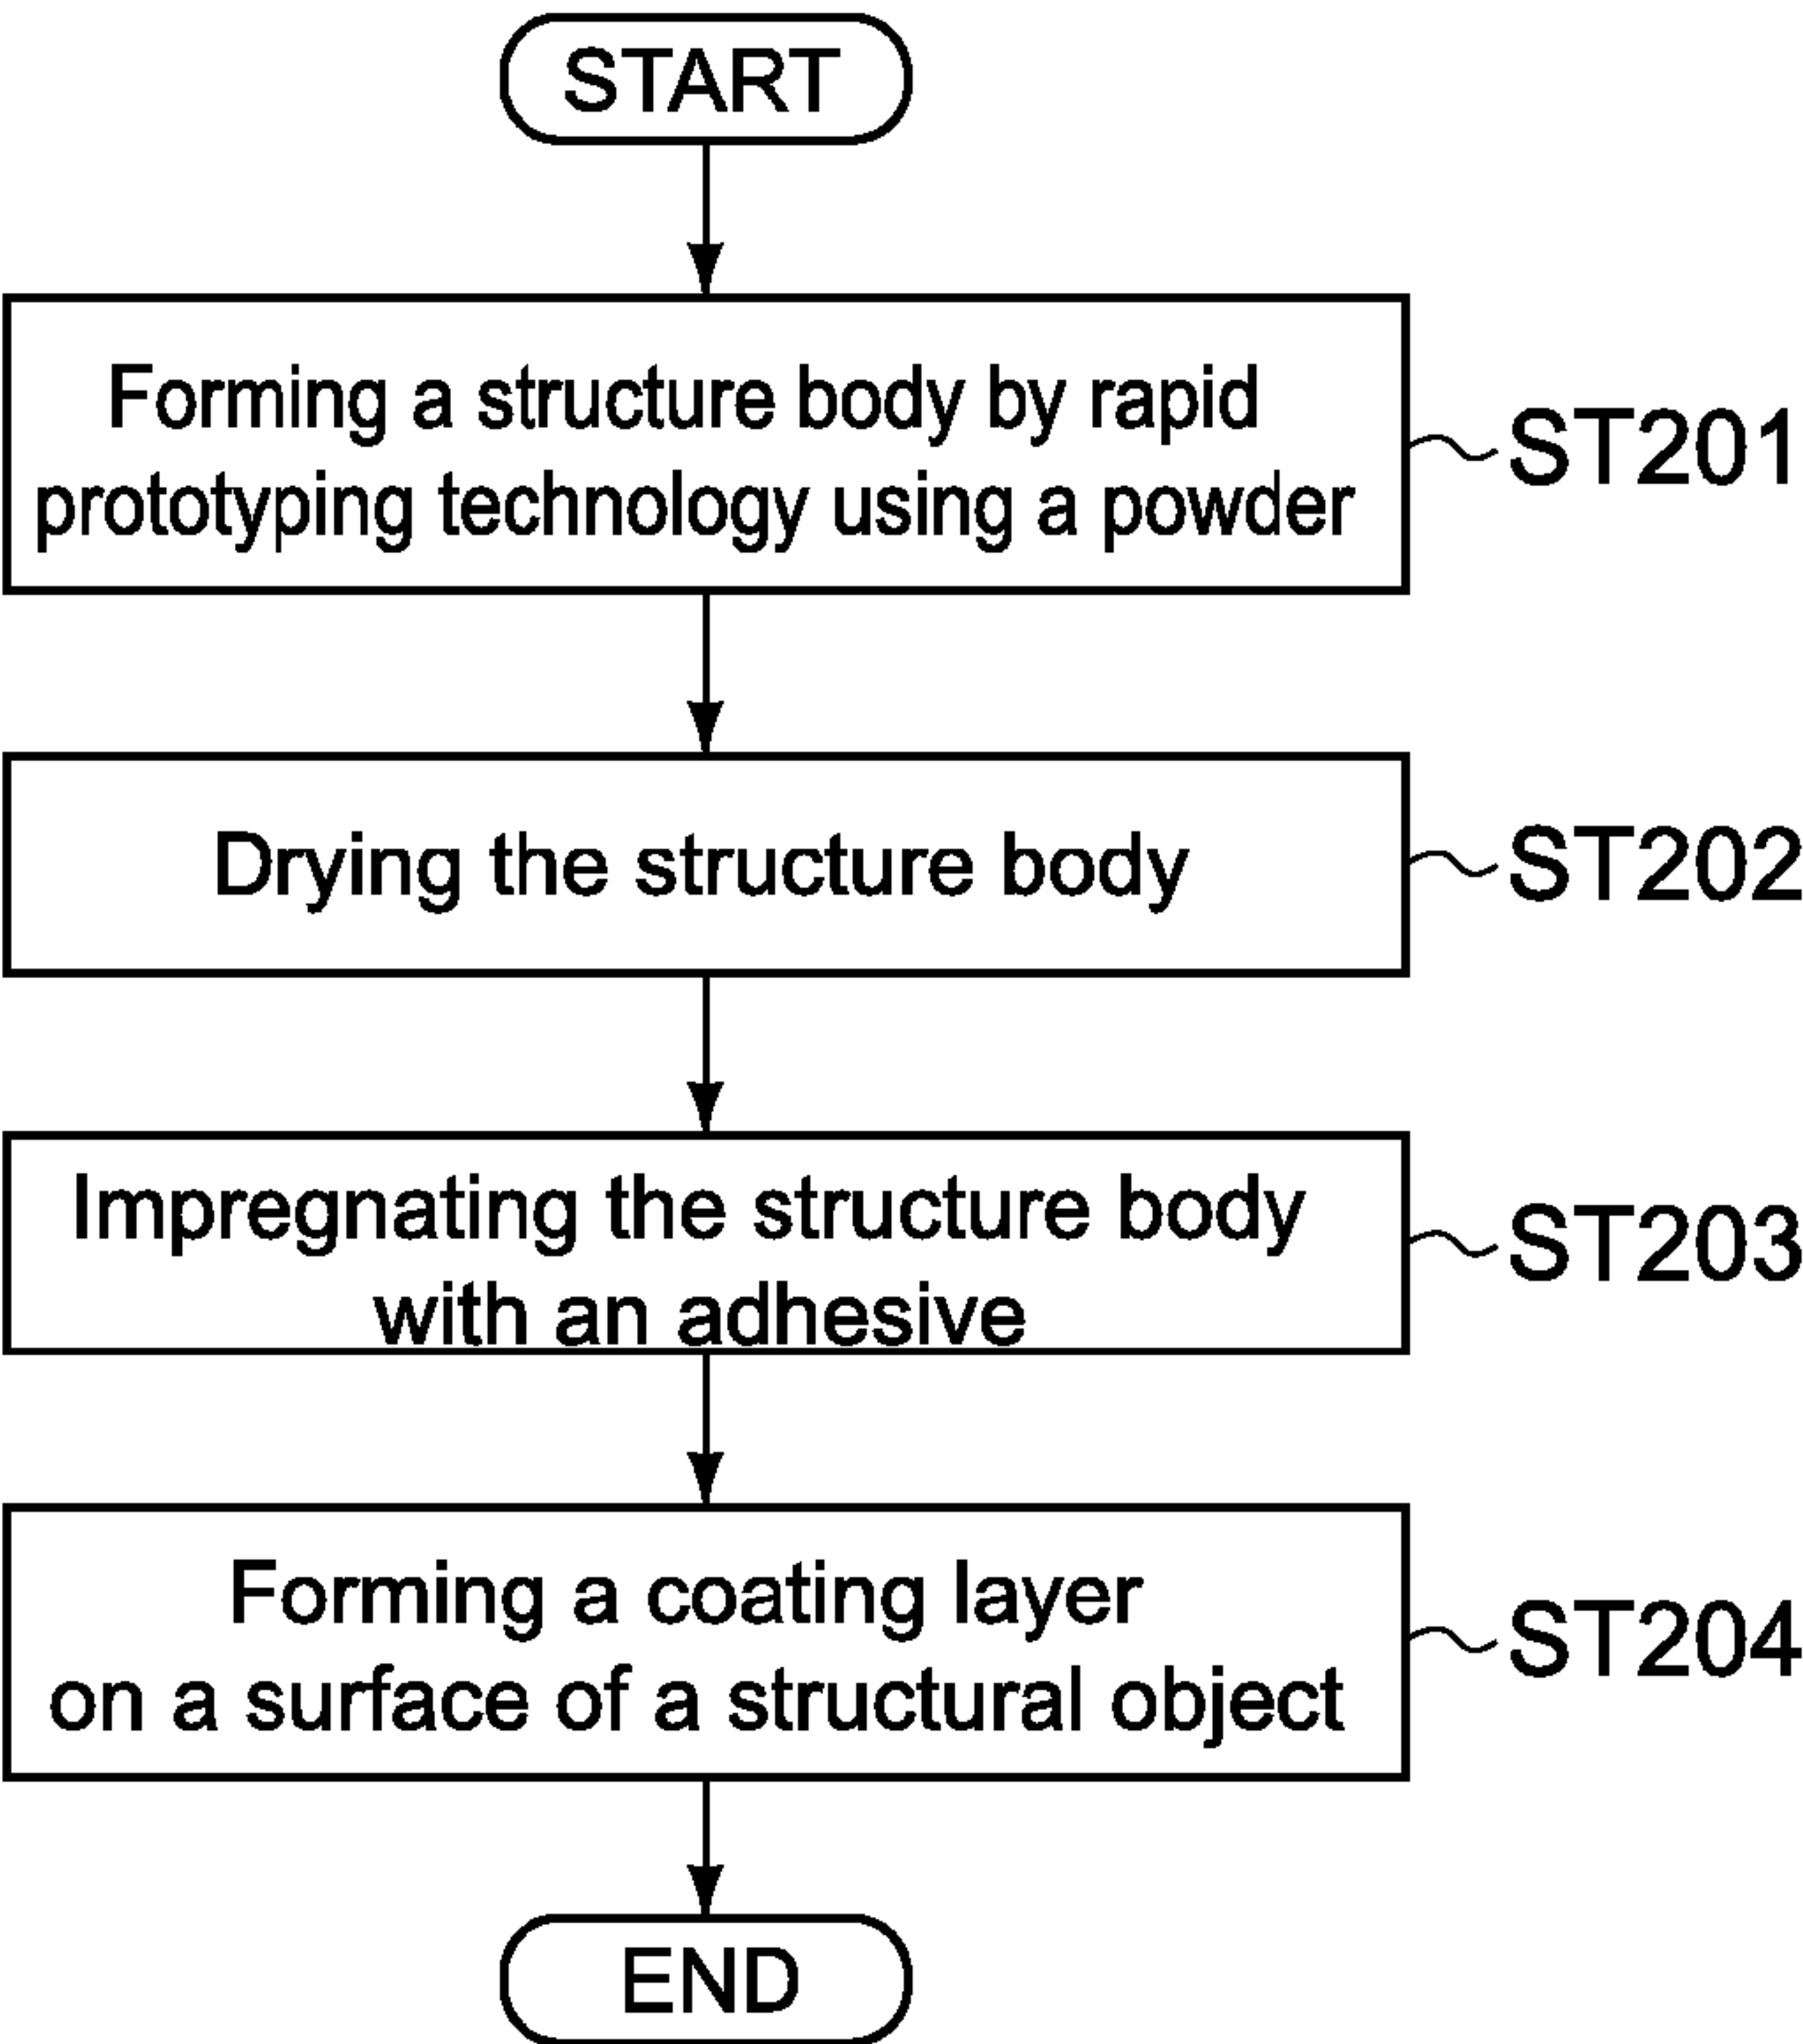 START
Forming a structure body by rapid
prototyping technology using a powder
ST201
Drying the structure body
ST202
Impregnating the structure body
with an adhesive
ST203
Forming a coating layer
on a surface of a structural object
ST204
END